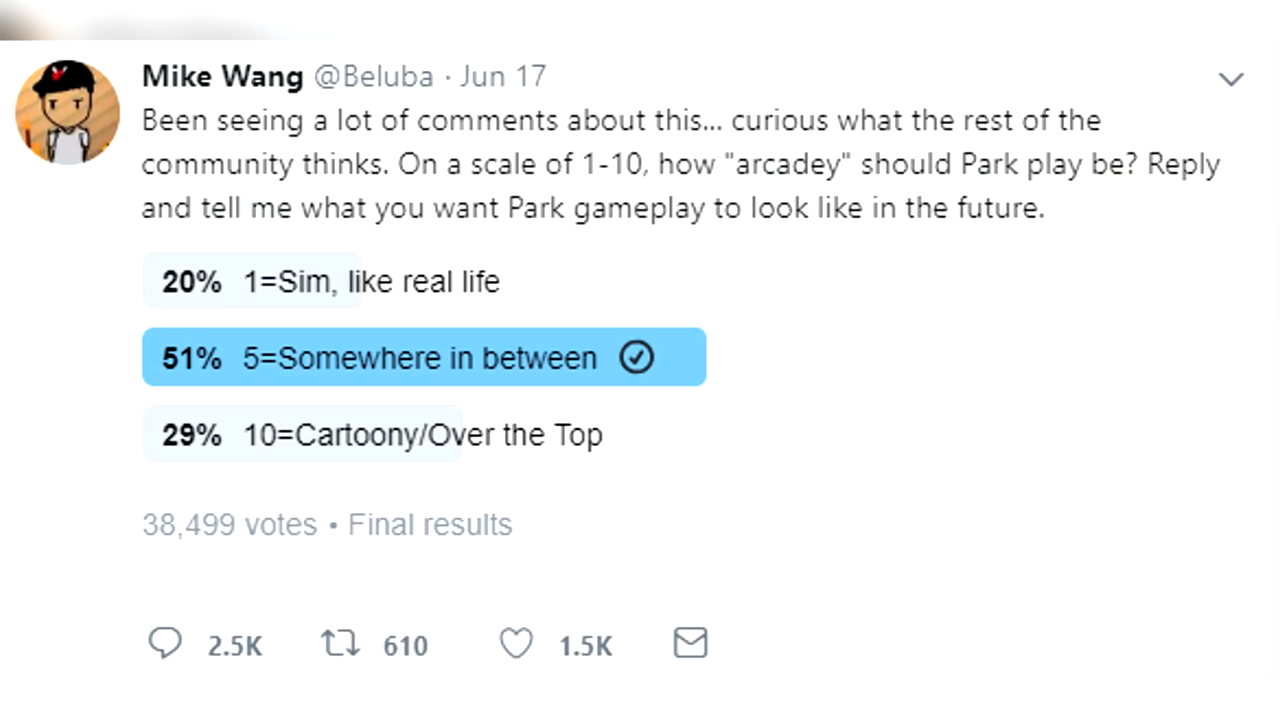 Mike Wang @Beluba · Jun 17
Been seeing a lot of comments about this... curious what the rest of the
community thinks. On a scale of 1-10, how "arcadey" should Park play be? Reply
and tell me what you want Park gameplay to look like in the future.
20% 1=Sim, like real life
51% 5=Somewhere in between
29% 10=Cartoony/Over the Top
38,499 votes • Final results
2.5K 610 1.5K